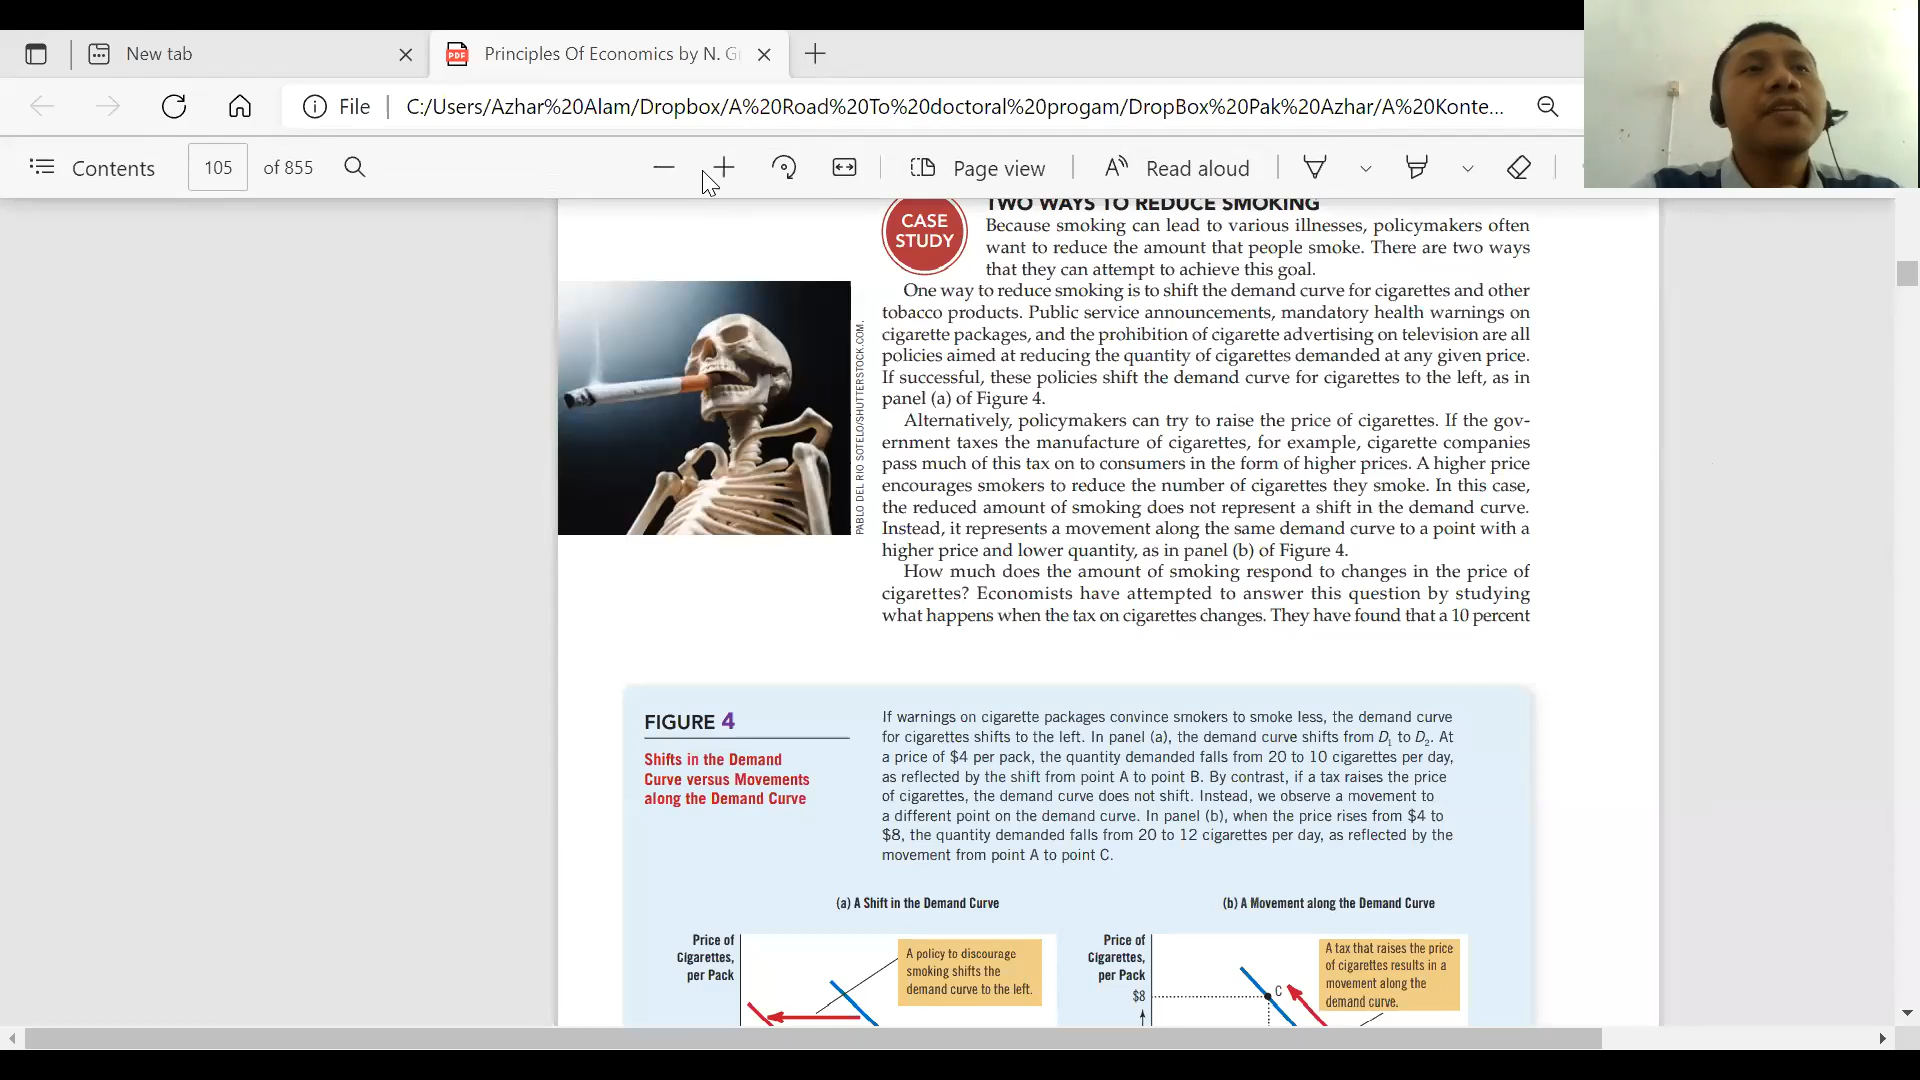 New tab
PDF
Principles Of Economics by N. Gr
File
C:/Users/Azhar%20Alam/Dropbox/A%20Road%20To%20doctoral%20progam/DropBox%20Pak%20Azhar/A%20Konte...
Contents
105
of 855
Page view
Read aloud
CASE
STUDY
TWO WAYS TO REDUCE SMOKING
Because smoking can lead to various illnesses, policymakers often
want to reduce the amount that people smoke. There are two ways
that they can attempt to achieve this goal.
One way to reduce smoking is to shift the demand curve for cigarettes and other
tobacco products. Public service announcements, mandatory health warnings on
cigarette packages, and the prohibition of cigarette advertising on television are all
policies aimed at reducing the quantity of cigarettes demanded at any given price.
If successful, these policies shift the demand curve for cigarettes to the left, as in
panel (a) of Figure 4.
Alternatively, policymakers can try to raise the price of cigarettes. If the gov-
ernment taxes the manufacture of cigarettes, for example, cigarette companies
pass much of this tax on to consumers in the form of higher prices. A higher price
encourages smokers to reduce the number of cigarettes they smoke. In this case,
the reduced amount of smoking does not represent a shift in the demand curve.
Instead, it represents a movement along the same demand curve to a point with a
higher price and lower quantity, as in panel (b) of Figure 4.
How much does the amount of smoking respond to changes in the price of
cigarettes? Economists have attempted to answer this question by studying
what happens when the tax on cigarettes changes. They have found that a 10 percent
PABLO DEL RIO SOTELO/SHUTTERSTOCK.COM.
FIGURE 4
Shifts in the Demand
Curve versus Movements
along the Demand Curve
If warnings on cigarette packages convince smokers to smoke less, the demand curve
for cigarettes shifts to the left. In panel (a), the demand curve shifts from D1 to D2. At
a price of $4 per pack, the quantity demanded falls from 20 to 10 cigarettes per day,
as reflected by the shift from point A to point B. By contrast, if a tax raises the price
of cigarettes, the demand curve does not shift. Instead, we observe a movement to
a different point on the demand curve. In panel (b), when the price rises from $4 to
$8, the quantity demanded falls from 20 to 12 cigarettes per day, as reflected by the
movement from point A to point C.
(a) A Shift in the Demand Curve
Price of
Cigarettes,
per Pack
A policy to discourage
smoking shifts the
demand curve to the left.
(b) A Movement along the Demand Curve
Price of
Cigarettes,
per Pack
$8
C
A tax that raises the price
of cigarettes results in a
movement along the
demand curve.